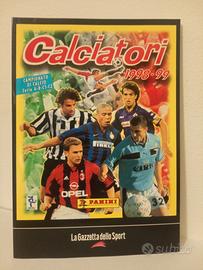 Calciatori
1998-99
CAMPIONATO
DI CALCIO
Serie A-B-C1-C2
Opel
PANINI
La Gazzetta dello Sport
subito